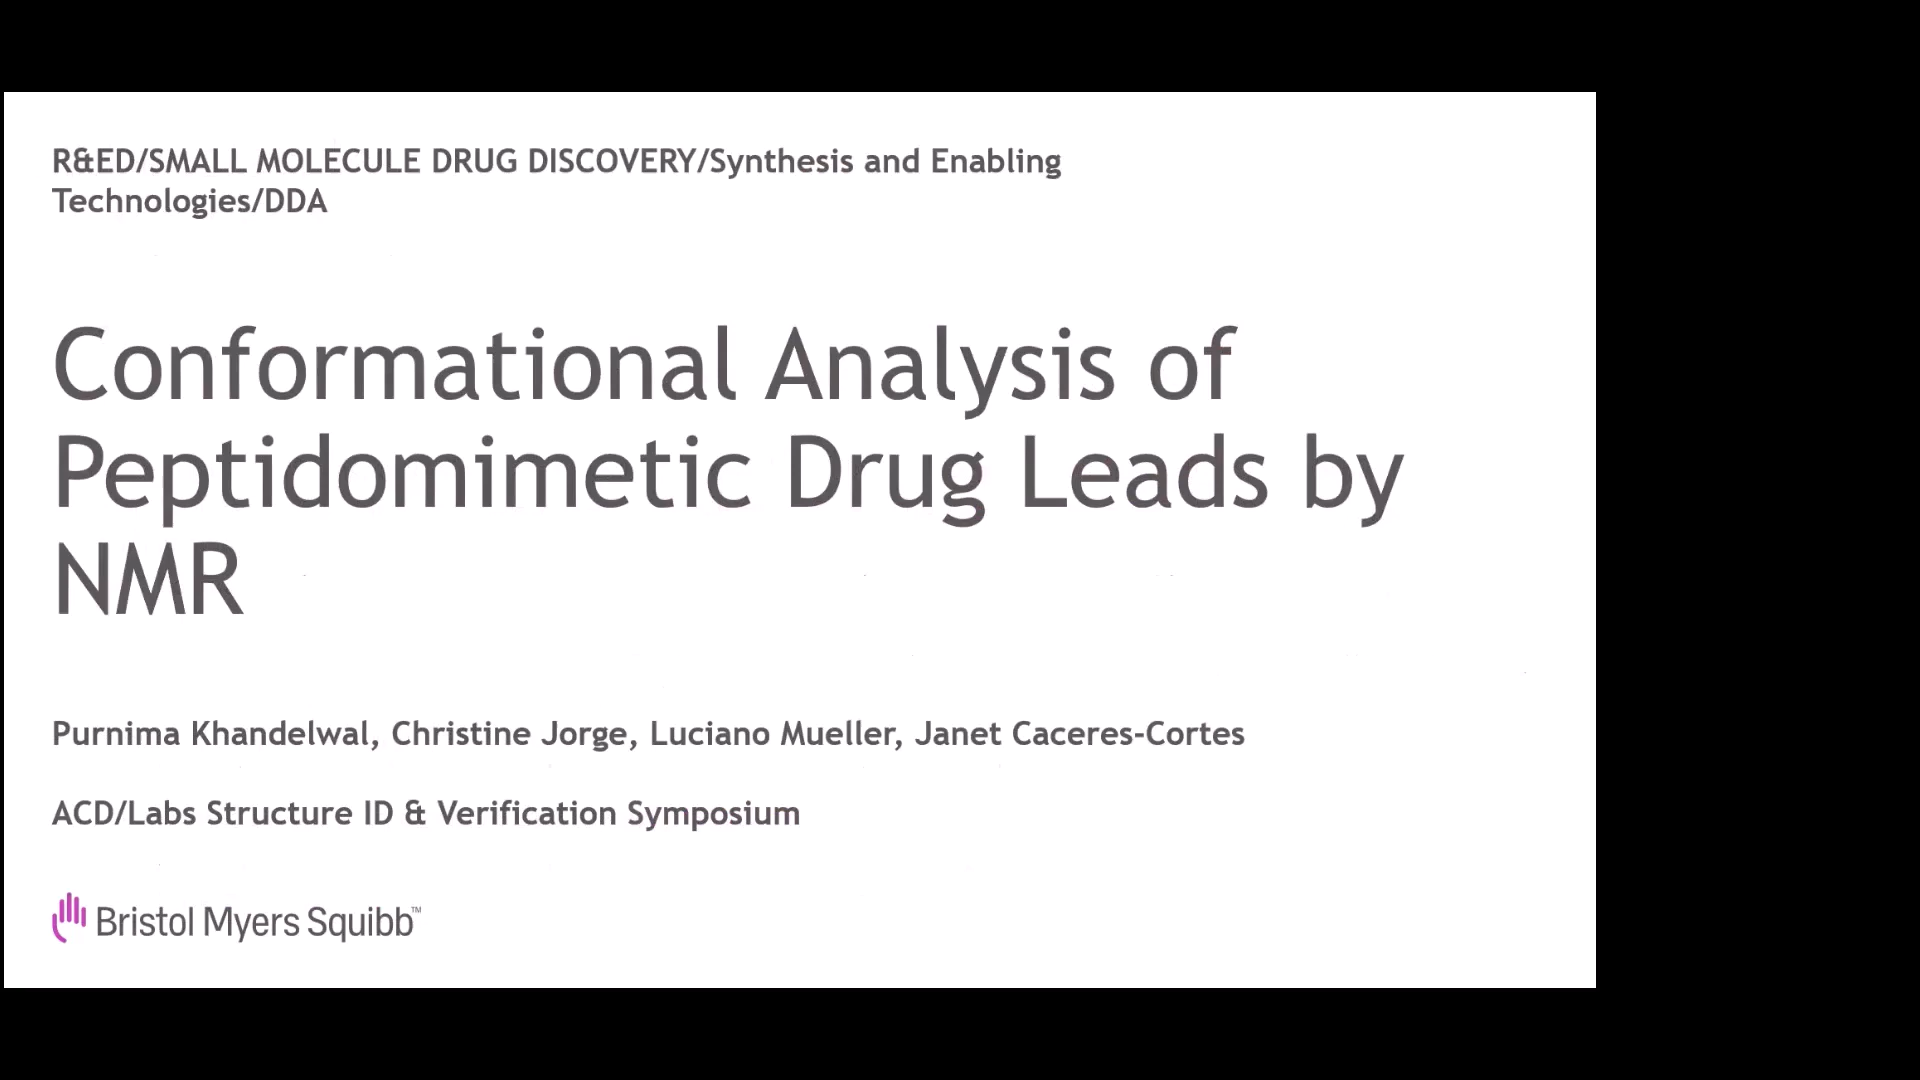 R&ED/SMALL MOLECULE DRUG DISCOVERY/Synthesis and Enabling
Technologies/DDA
Conformational Analysis of
Peptidomimetic Drug Leads by
NMR
Purnima Khandelwal, Christine Jorge, Luciano Mueller, Janet Caceres-Cortes
ACD/Labs Structure ID & Verification Symposium
Bristol Myers Squibb™